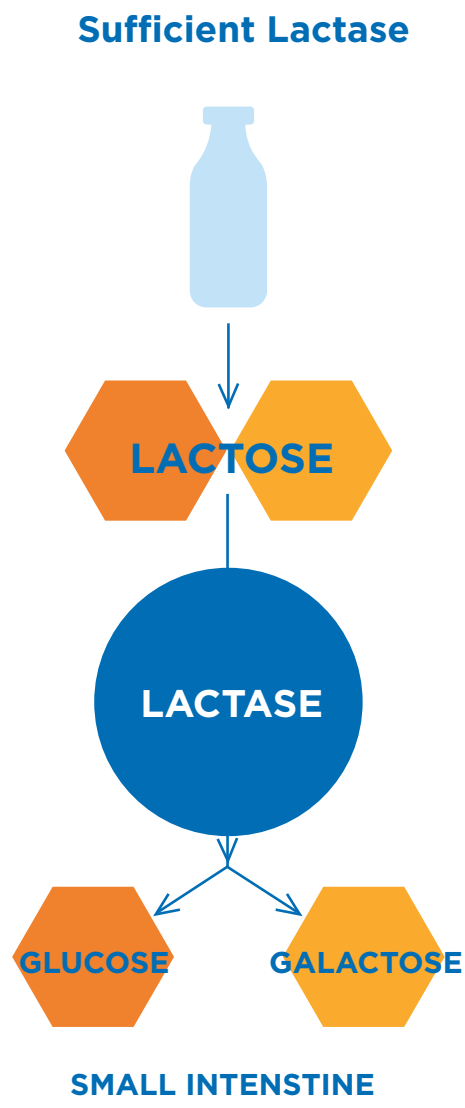 Sufficient Lactase
LACTOSE
LACTASE
GLUCOSE
GALACTOSE
SMALL INTENSTINE